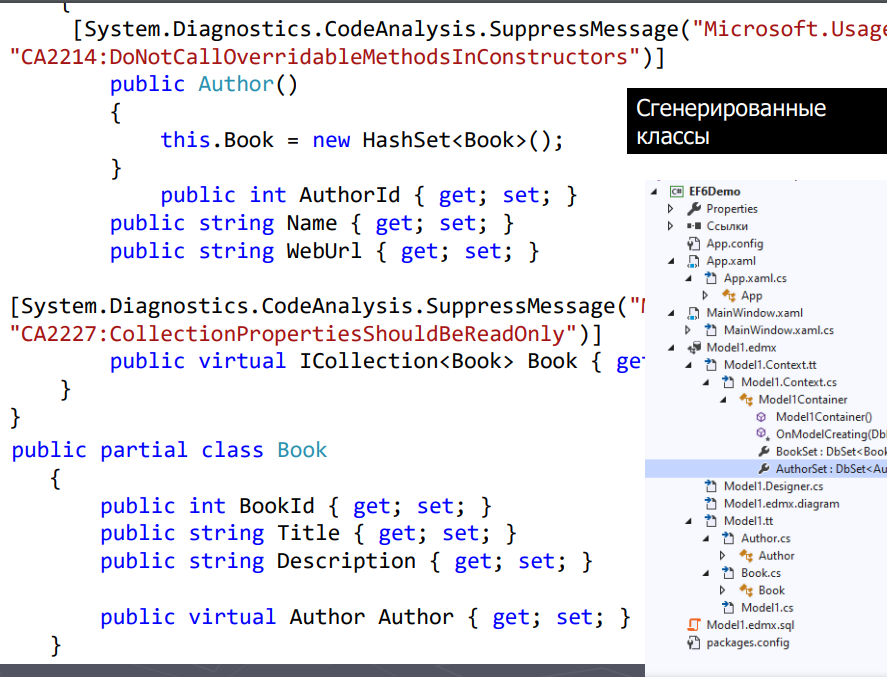 {
[System.Diagnostics.CodeAnalysis.SuppressMessage("Microsoft.Usage
"CA2214:DoNotCallOverridableMethodsInConstructors")]
public Author()
{
this.Book = new HashSet<Book>();
}
public int AuthorId { get; set; }
public string Name { get; set; }
public string WebUrl { get; set; }
[System.Diagnostics.CodeAnalysis.SuppressMessage("M
"CA2227:CollectionPropertiesShouldBeReadOnly")]
public virtual ICollection<Book> Book { get
}
}
public partial class Book
{
public int BookId { get; set; }
public string Title { get; set; }
public string Description { get; set; }
public virtual Author Author { get; set; }
}
Сгенерированные
классы
C# EF6Demo
Properties
Ссылки
App.config
App.xaml
App.xaml.cs
App
MainWindow.xaml
MainWindow.xaml.cs
Model1.edmx
Model1.Context.tt
Model1.Context.cs
Model1Container
Model1Container()
OnModelCreating(Dbl
BookSet : DbSet<Book
AuthorSet : DbSet<Au
Model1.Designer.cs
Model1.edmx.diagram
Model1.tt
Author.cs
Author
Book.cs
Book
Model1.cs
Model1.edmx.sql
packages.config